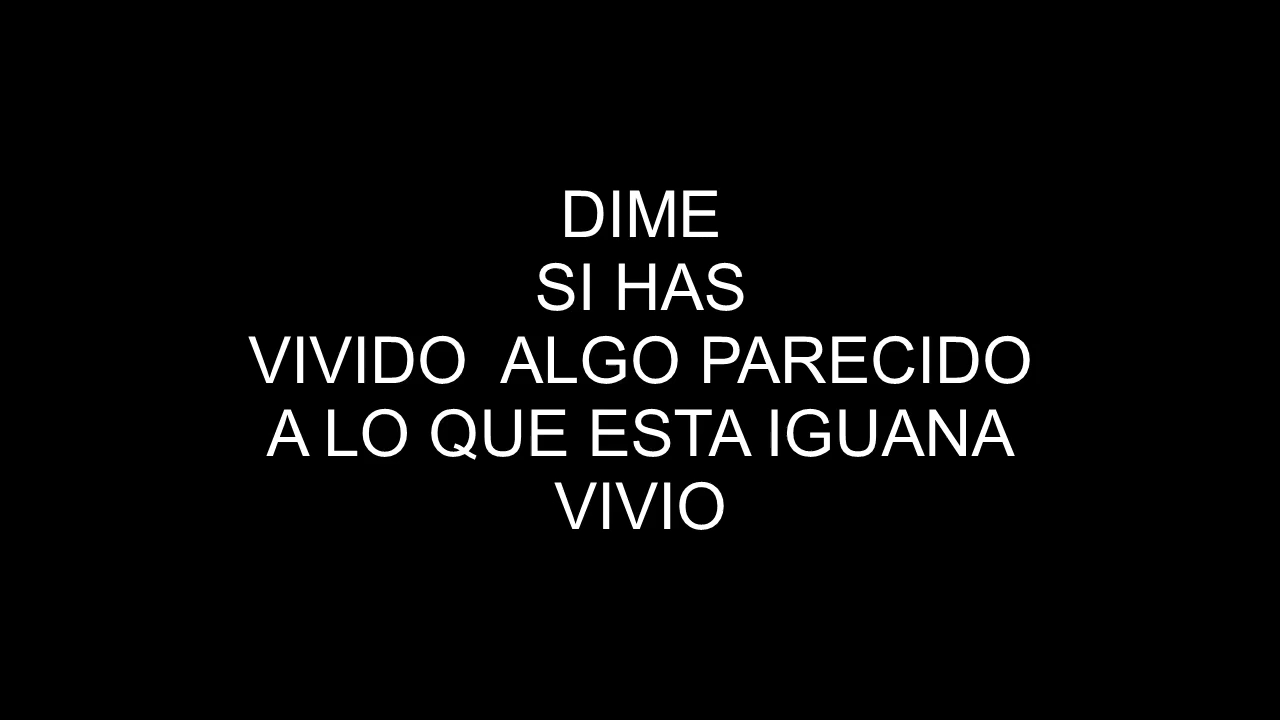 DIME
SI HAS
VIVIDO  ALGO PARECIDO
A LO QUE ESTA IGUANA
VIVIO